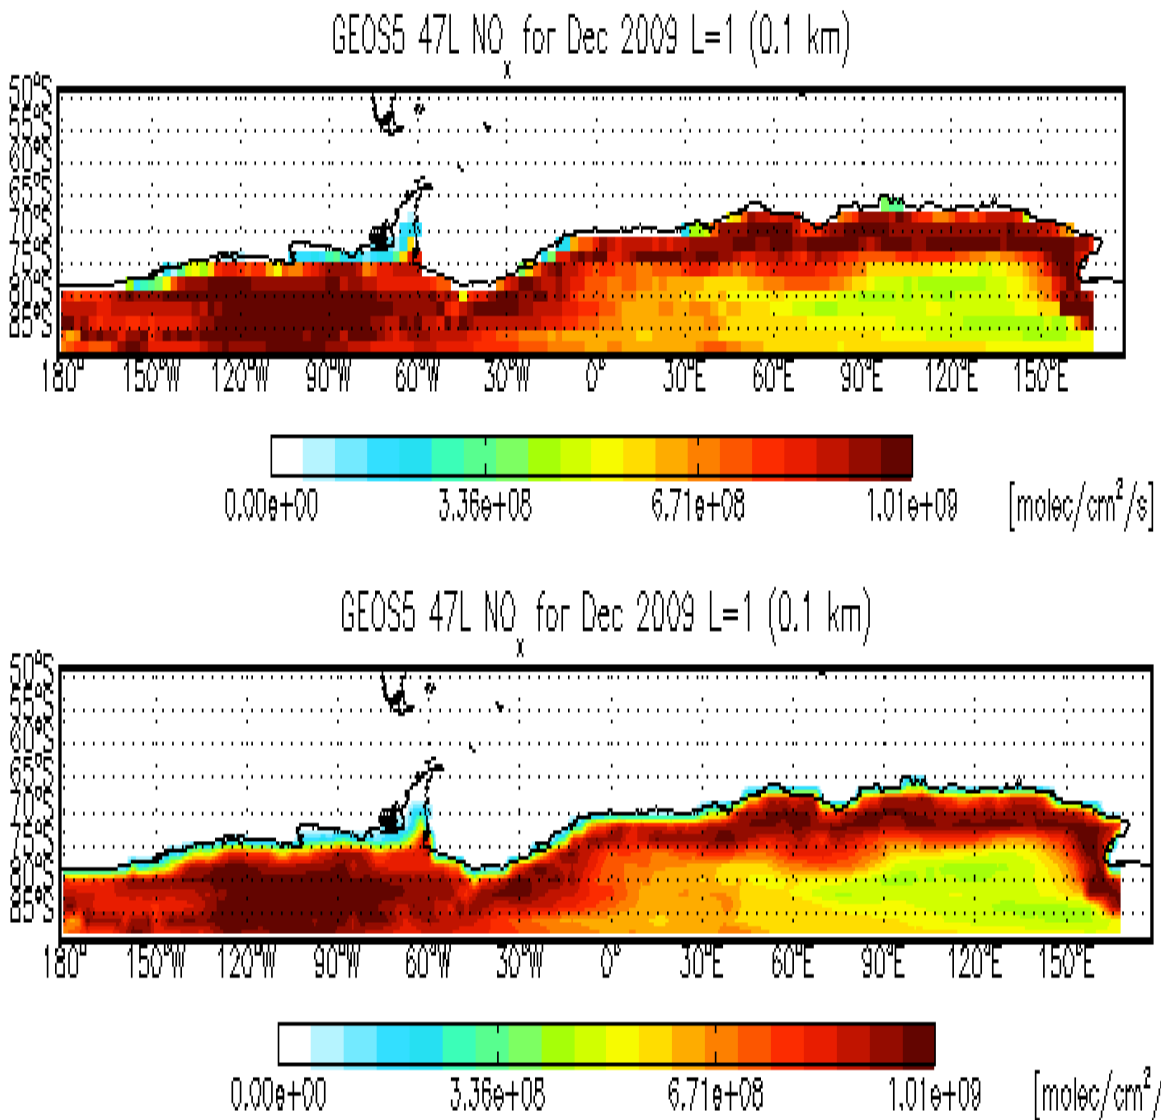 GEOS5 47L NOx for Dec 2009 L=1 (0.1 km)
50°S
55°S
60°S
65°S
70°S
75°S
80°S
85°S
180° 150°W 120°W 90°W 60°W 30°W 0° 30°E 60°E 90°E 120°E 150°E
0.00e+00 3.36e+08 6.71e+08 1.01e+09 [molec/cm²/s]
GEOS5 47L NOx for Dec 2009 L=1 (0.1 km)
50°S
55°S
60°S
65°S
70°S
75°S
80°S
85°S
180° 150°W 120°W 90°W 60°W 30°W 0° 30°E 60°E 90°E 120°E 150°E
0.00e+00 3.36e+08 6.71e+08 1.01e+09 [molec/cm²/